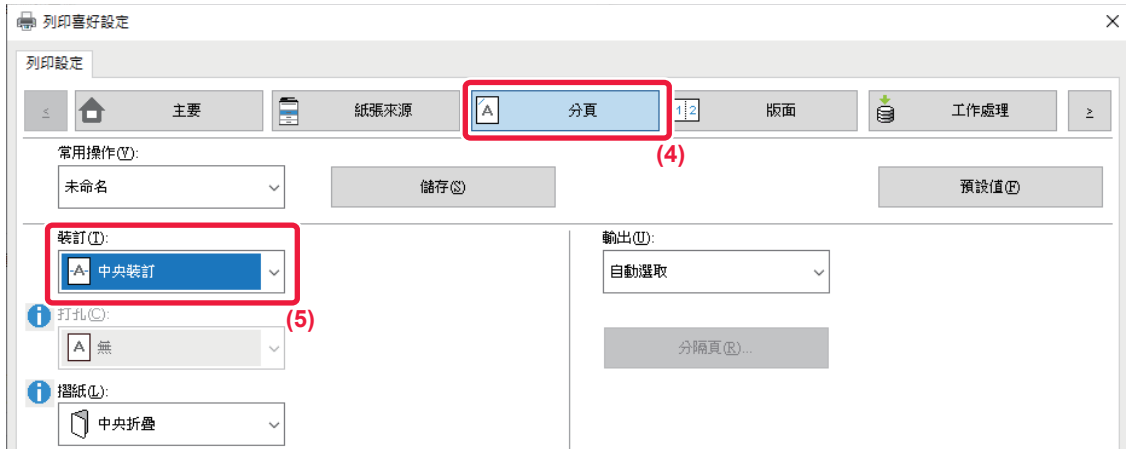 列印喜好設定
列印設定
< 主要 紙張來源 A 分頁 1 2 版面 工作處理 >
(4)
常用操作(V):
未命名 儲存(S) 預設值(F)
裝訂(T): 輸出(U):
-A- 中央裝訂 自動選取
(5)
打孔(C):
A 無 分隔頁(R)...
摺紙(L):
中央折疊